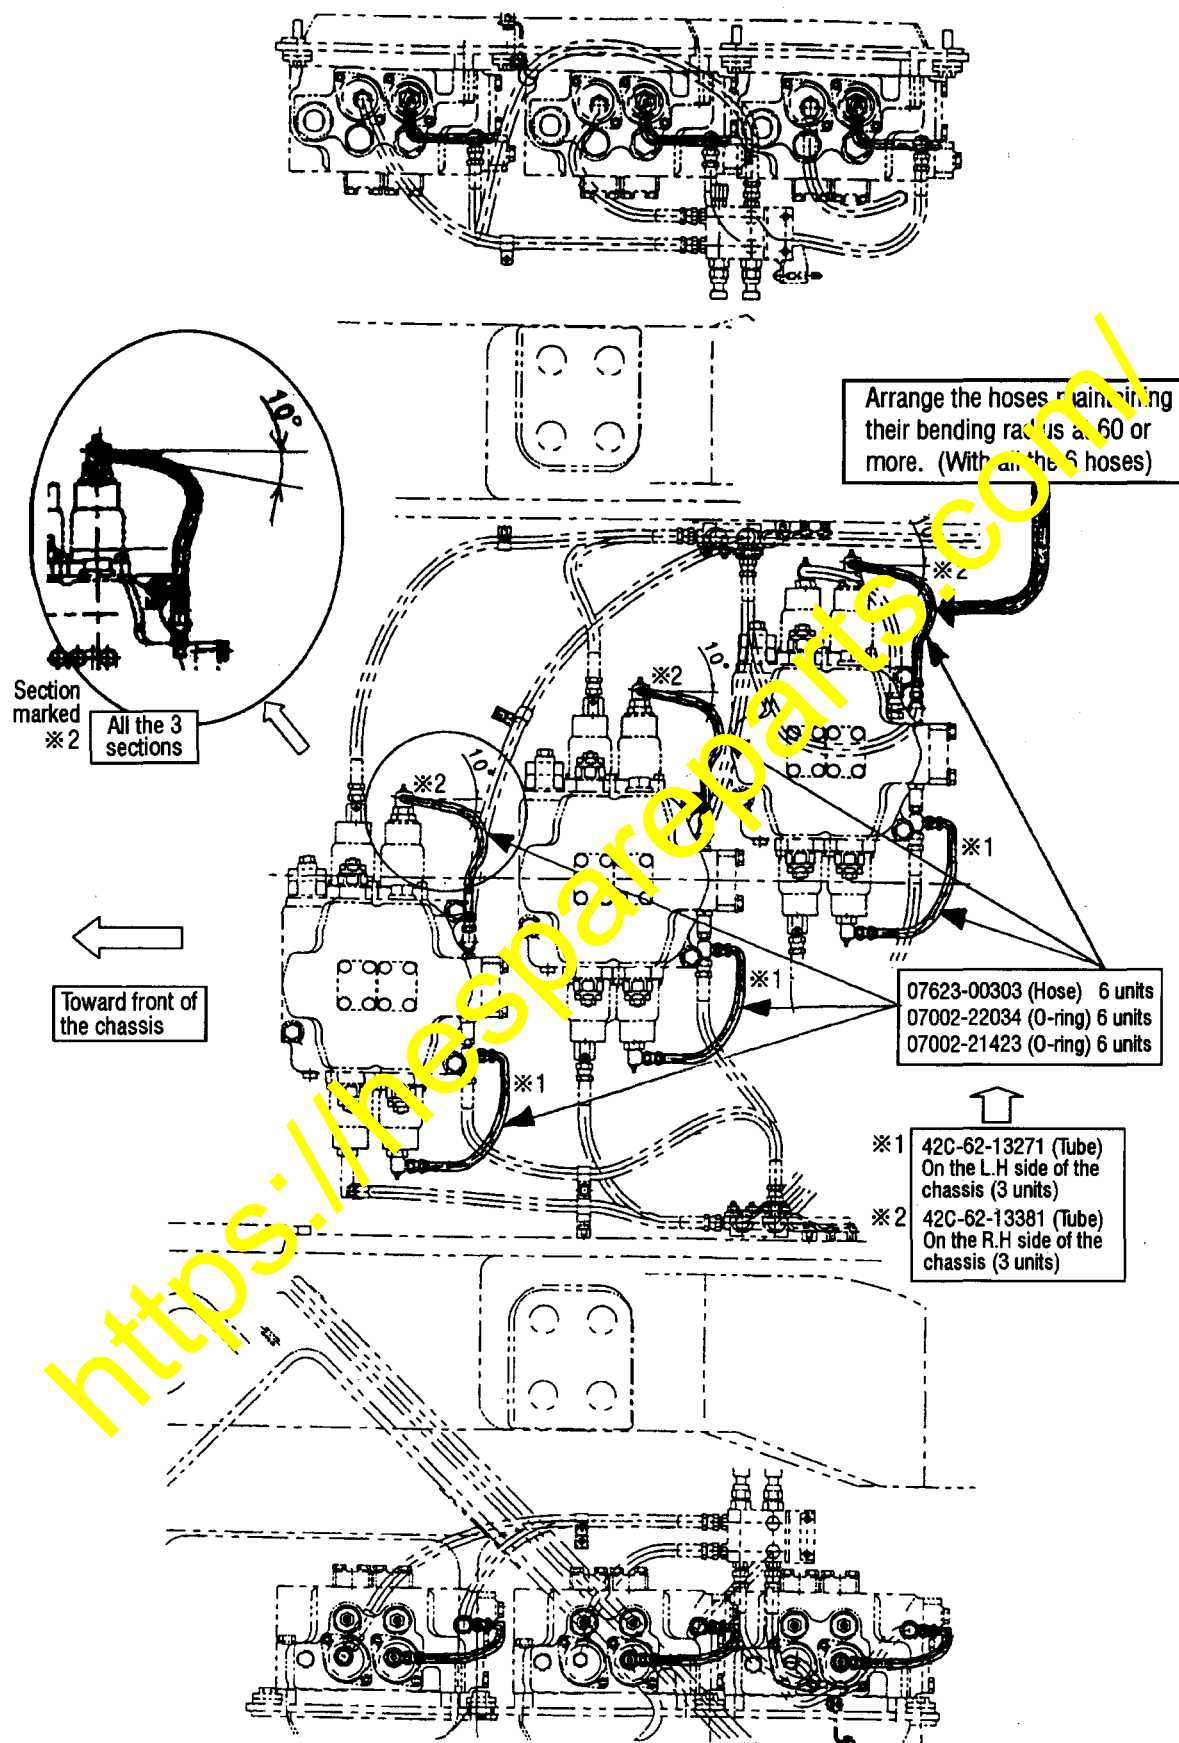 Arrange the hoses maintaining
their bending radius at 60 or
more. (With all the 6 hoses)
10°
Section
marked
※2
All the 3
sections
※2
10°
※2
10°
※2
※1
※1
※1
Toward front of
the chassis
07623-00303 (Hose) 6 units
07002-22034 (O-ring) 6 units
07002-21423 (O-ring) 6 units
※1 42C-62-13271 (Tube)
On the L.H side of the
chassis (3 units)
※2 42C-62-13381 (Tube)
On the R.H side of the
chassis (3 units)
https://hespareparts.com/